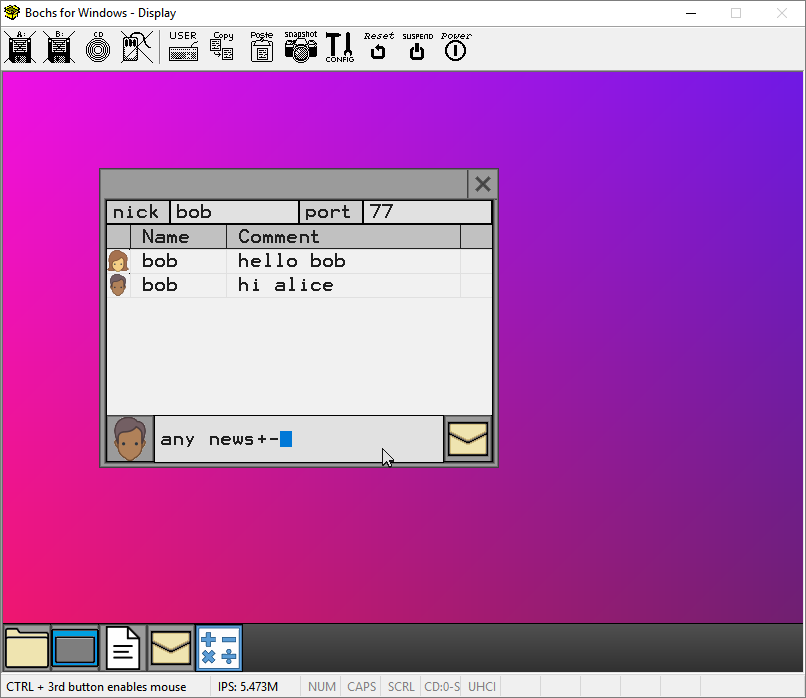 Bochs for Windows - Display
A: B: CD USER Copy Paste Snapshot CONFIG Reset SUSPEND Power
nick bob port 77
Name Comment
bob hello bob
bob hi alice
any news+-
CTRL + 3rd button enables mouse IPS: 5.473M NUM CAPS SCRL CD:0-S UHCI